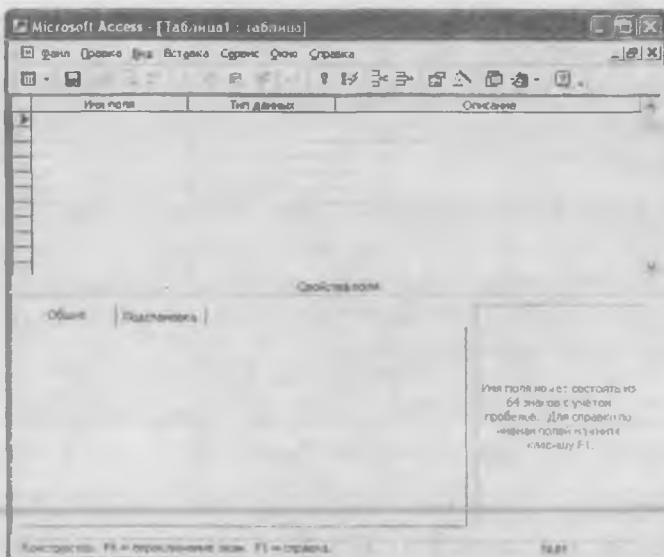 Microsoft Access - [Таблица1 : таблица]
Файл Правка Вид Вставка Сервис Окно Справка
Имя поля Тип данных Описание
Свойства поля
Общие Подстановка
Имя поля может состоять из
64 знаков с учетом
пробелов. Для справки по
именам полей нажмите
клавишу F1.
Конструктор. F6 = переключение окон. F1 = справка. NUM